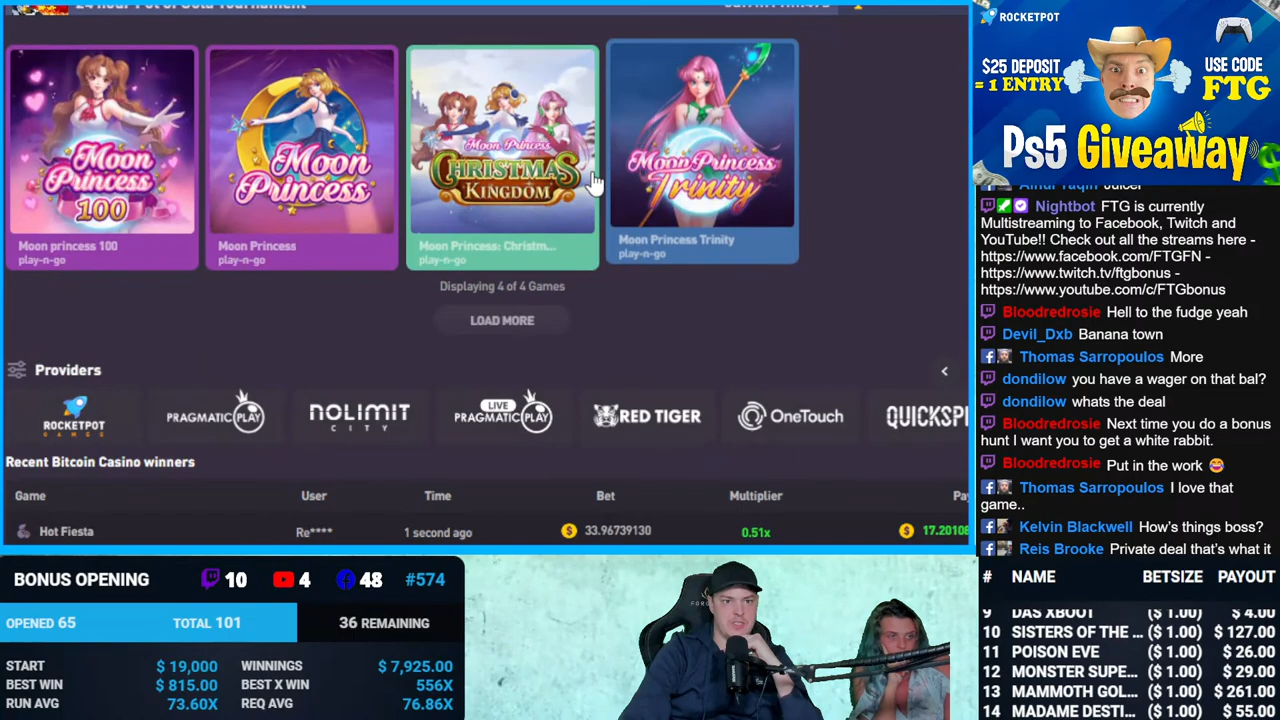 24 hour Pot of Gold Tournament
Moon Princess 100
Moon Princess
Moon Princess CHRISTMAS KINGDOM
Moon Princess Trinity
Moon princess 100
play-n-go
Moon Princess
play-n-go
Moon Princess: Christm...
play-n-go
Moon Princess Trinity
play-n-go
Displaying 4 of 4 Games
LOAD MORE
Providers
ROCKETPOT GAMES
PRAGMATIC PLAY
NOLIMIT CITY
LIVE PRAGMATIC PLAY
RED TIGER
OneTouch
QUICKSPI
Recent Bitcoin Casino winners
Game User Time Bet Multiplier Pa
Hot Fiesta Re**** 1 second ago 33.96739130 0.51x 17.20108
BONUS OPENING 10 4 48 #574
OPENED 65 TOTAL 101 36 REMAINING
START $ 19,000 WINNINGS $ 7,925.00
BEST WIN $ 815.00 BEST X WIN 556X
RUN AVG 73.60X REQ AVG 76.86X
ROCKETPOT
$25 DEPOSIT
= 1 ENTRY
USE CODE
FTG
Ps5 Giveaway
Nightbot FTG is currently
Multistreaming to Facebook, Twitch and
YouTube!! Check out all the streams here -
https://www.facebook.com/FTGFN -
https://www.twitch.tv/ftgbonus -
https://www.youtube.com/c/FTGbonus
Bloodredrosie Hell to the fudge yeah
Devil_Dxb Banana town
Thomas Sarropoulos More
dondilow you have a wager on that bal?
dondilow whats the deal
Bloodredrosie Next time you do a bonus
hunt I want you to get a white rabbit.
Bloodredrosie Put in the work 😂
Thomas Sarropoulos I love that
game..
Kelvin Blackwell How's things boss?
Reis Brooke Private deal that's what it
# NAME BETSIZE PAYOUT
9 DAS XBOOT ($ 1.00) $ 4.00
10 SISTERS OF THE ... ($ 1.00) $ 127.00
11 POISON EVE ($ 1.00) $ 26.00
12 MONSTER SUPE... ($ 1.00) $ 29.00
13 MAMMOTH GOL... ($ 1.00) $ 261.00
14 MADAME DESTI... ($ 1.00) $ 55.00